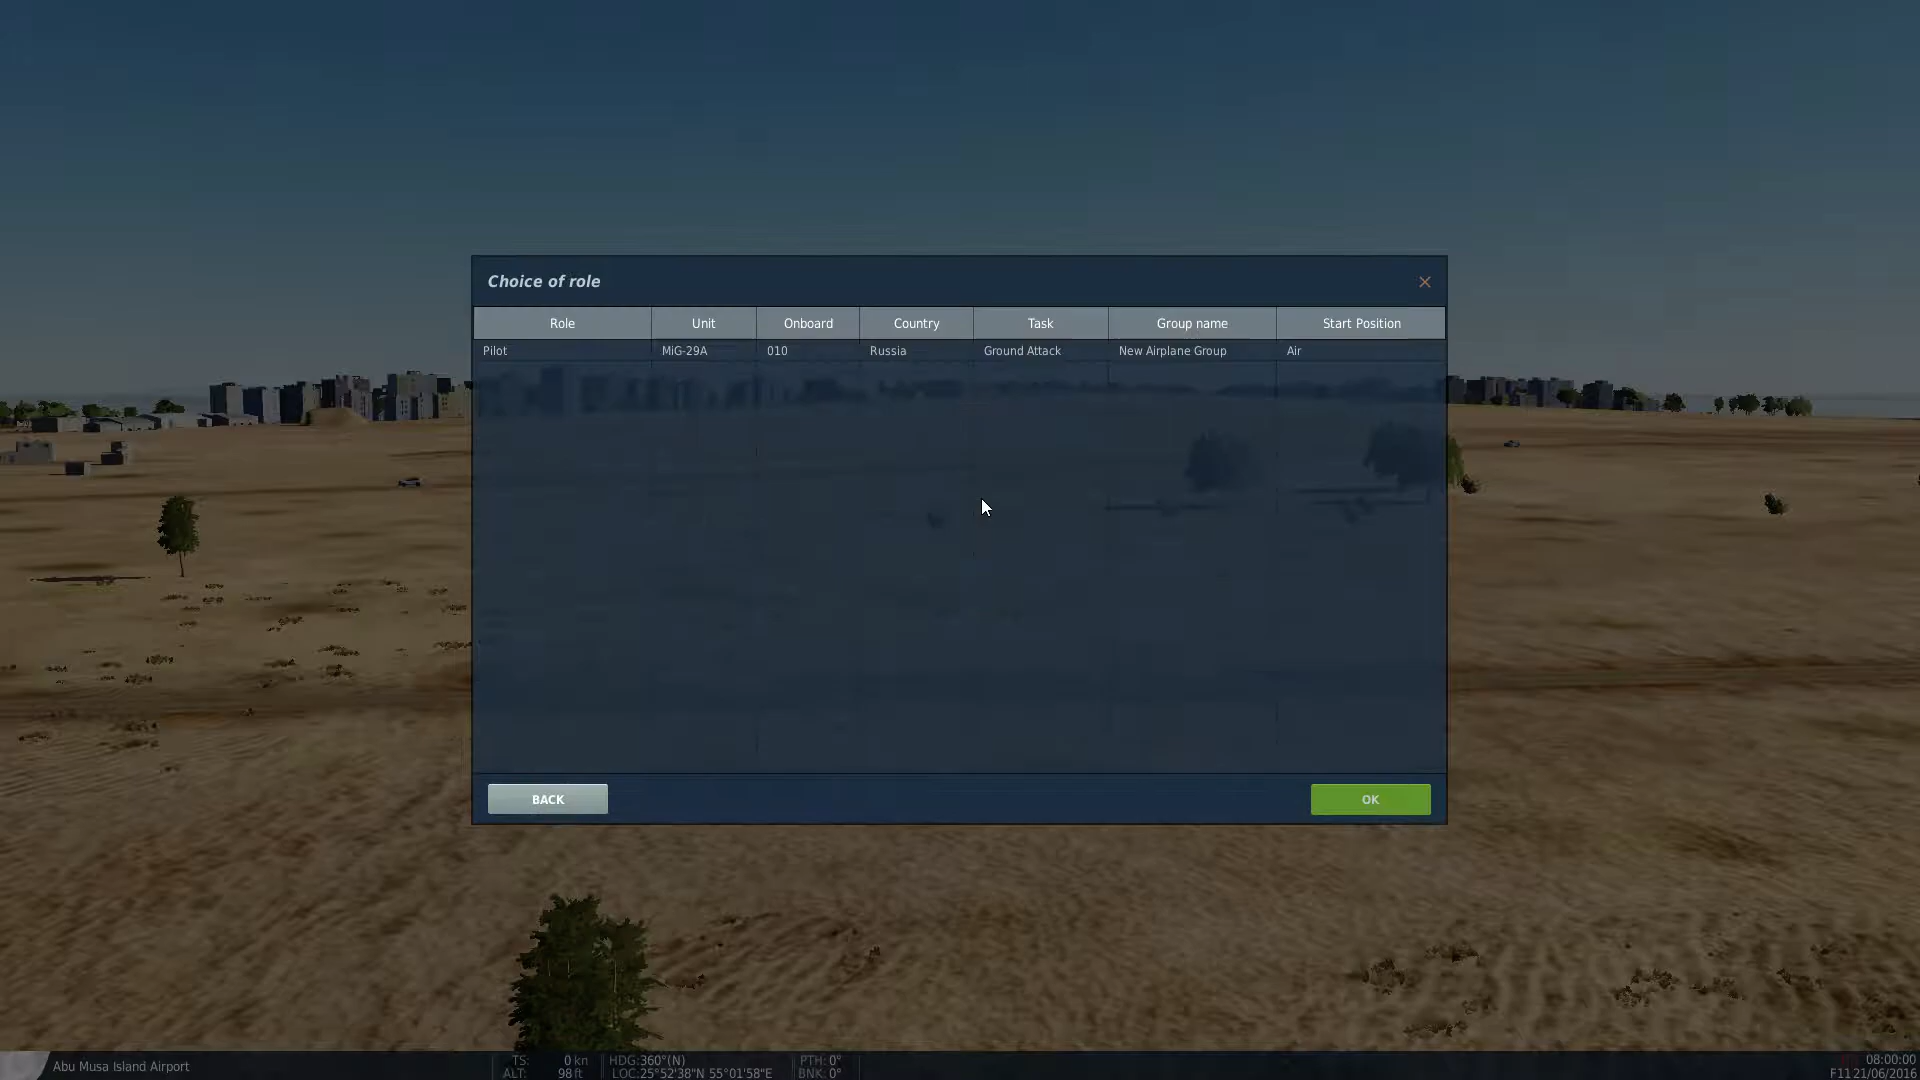 Choice of role
×
Role Unit Onboard Country Task Group name Start Position
Pilot MiG-29A 010 Russia Ground Attack New Airplane Group Air
BACK OK
Abu Musa Island Airport
TS: 0 kn HDG:360°(N) PTH: 0°
ALT: 98 ft LOC:25°52'38"N 55°01'58"E BNK: 0°
08:00:00
F11 21/06/2016